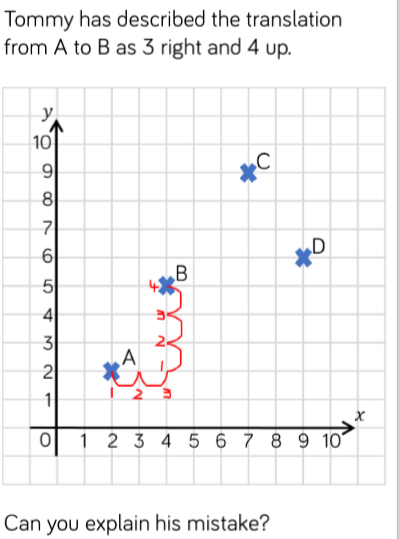 Tommy has described the translation
from A to B as 3 right and 4 up.
y
10
9
8
7
6
5
4
3
2
1
C
D
B
A
4
3
2
1
1 2 3
x
0 1 2 3 4 5 6 7 8 9 10
Can you explain his mistake?